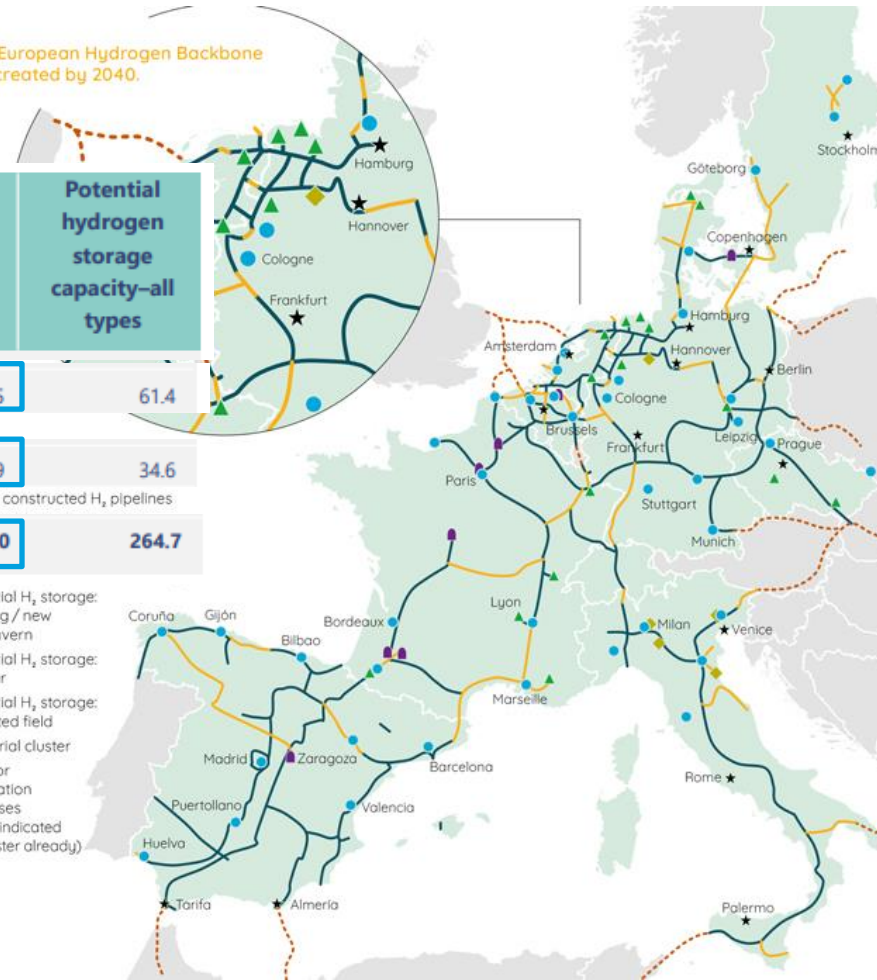 European Hydrogen Backbone
created by 2040.
Hamburg
Hannover
Cologne
Frankfurt
Potential
hydrogen
storage
capacity–all
types
61.4
9
34.6
constructed H₂ pipelines
0
264.7
ial H₂ storage:
g / new
avern
ial H₂ storage:
r
ial H₂ storage:
ted field
rial cluster
or
ation
ses
indicated
ster already)
Stockholm
Göteborg
Copenhagen
Hamburg
Amsterdam
Hannover
Berlin
Cologne
Brussels
Leipzig
Prague
Frankfurt
Paris
Stuttgart
Munich
Lyon
Milan
Venice
Coruña
Gijón
Bordeaux
Bilbao
Marseille
Madrid
Zaragoza
Barcelona
Rome
Puertollano
Valencia
Huelva
Tarifa
Almería
Palermo